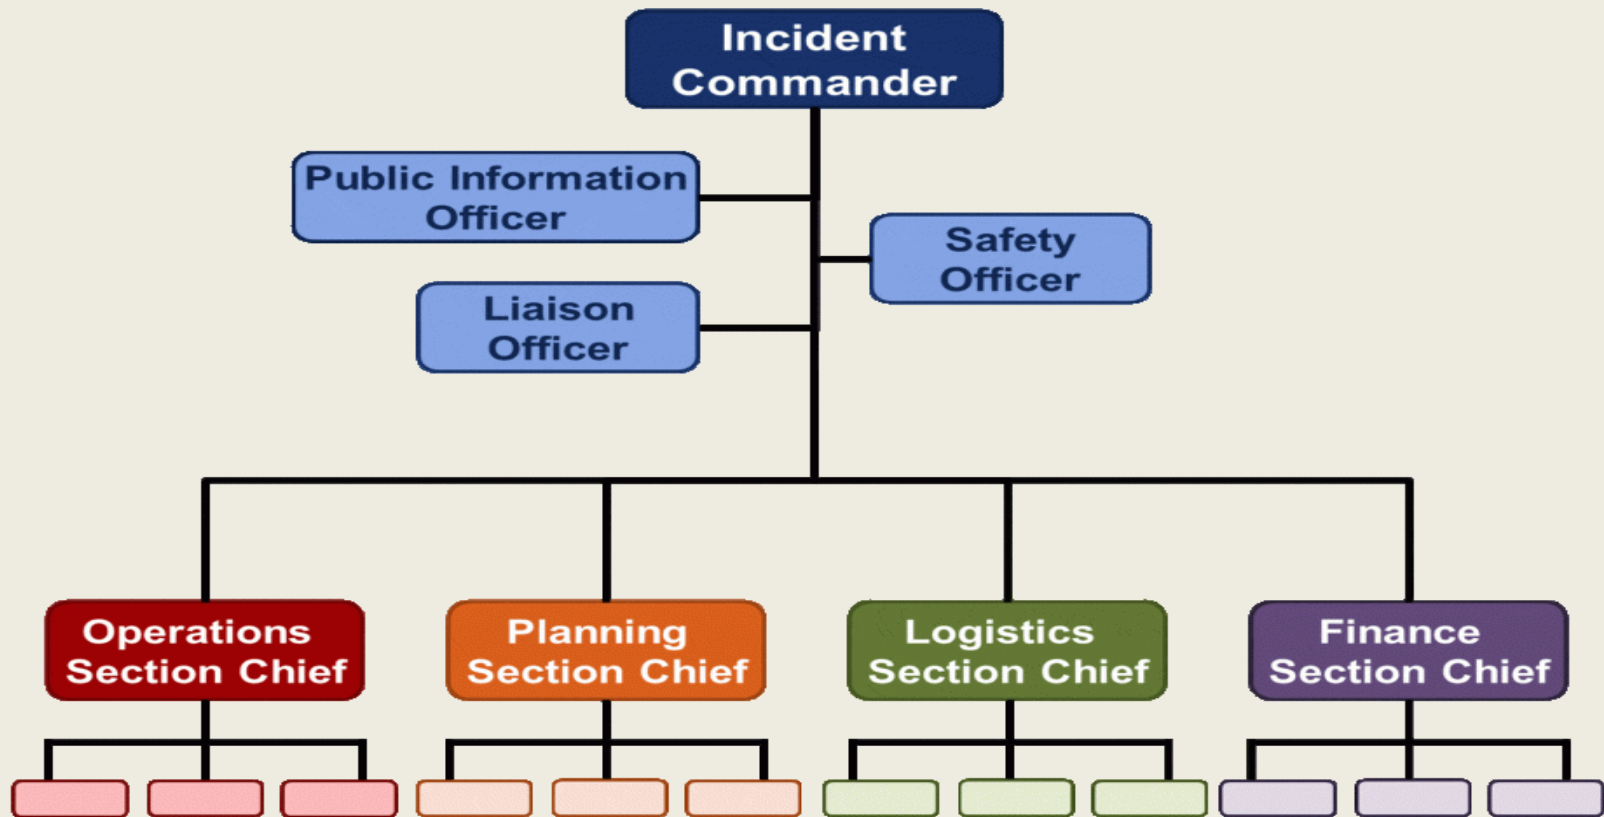 Incident
Commander
Public Information
Officer
Safety
Officer
Liaison
Officer
Operations
Section Chief
Planning
Section Chief
Logistics
Section Chief
Finance
Section Chief